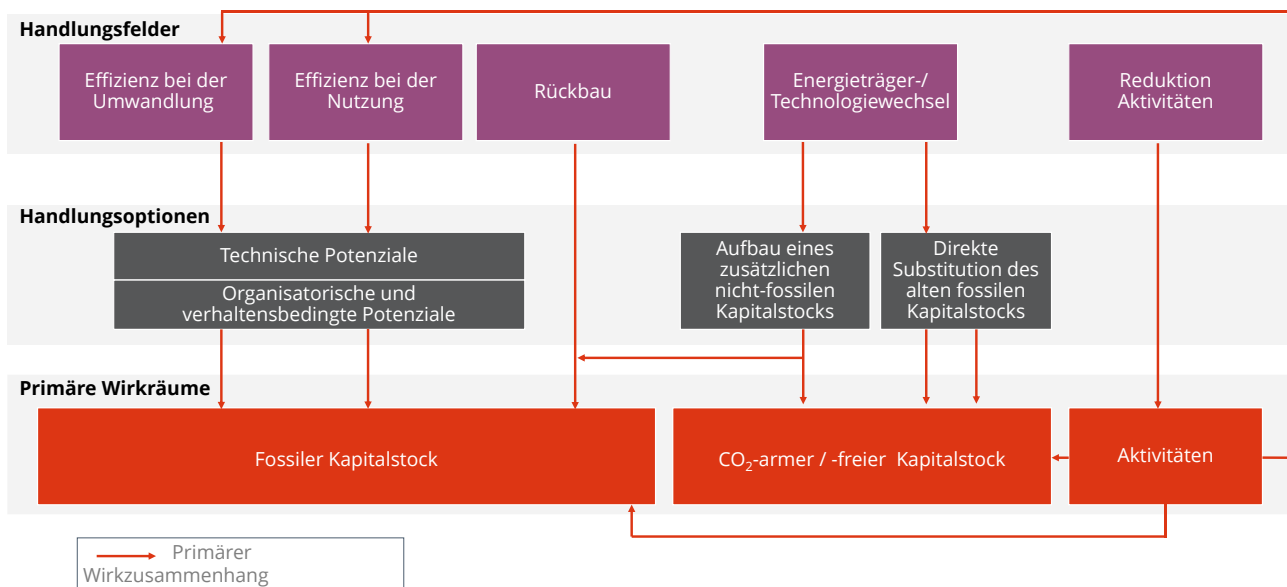 Handlungsfelder
Effizienz bei der
Umwandlung
Effizienz bei der
Nutzung
Rückbau
Energieträger-/
Technologiewechsel
Reduktion
Aktivitäten
Handlungsoptionen
Technische Potenziale
Organisatorische und
verhaltensbedingte Potenziale
Aufbau eines
zusätzlichen
nicht-fossilen
Kapitalstocks
Direkte
Substitution des
alten fossilen
Kapitalstocks
Primäre Wirkräume
Fossiler Kapitalstock
CO₂-armer / -freier Kapitalstock
Aktivitäten
Primärer
Wirkzusammenhang